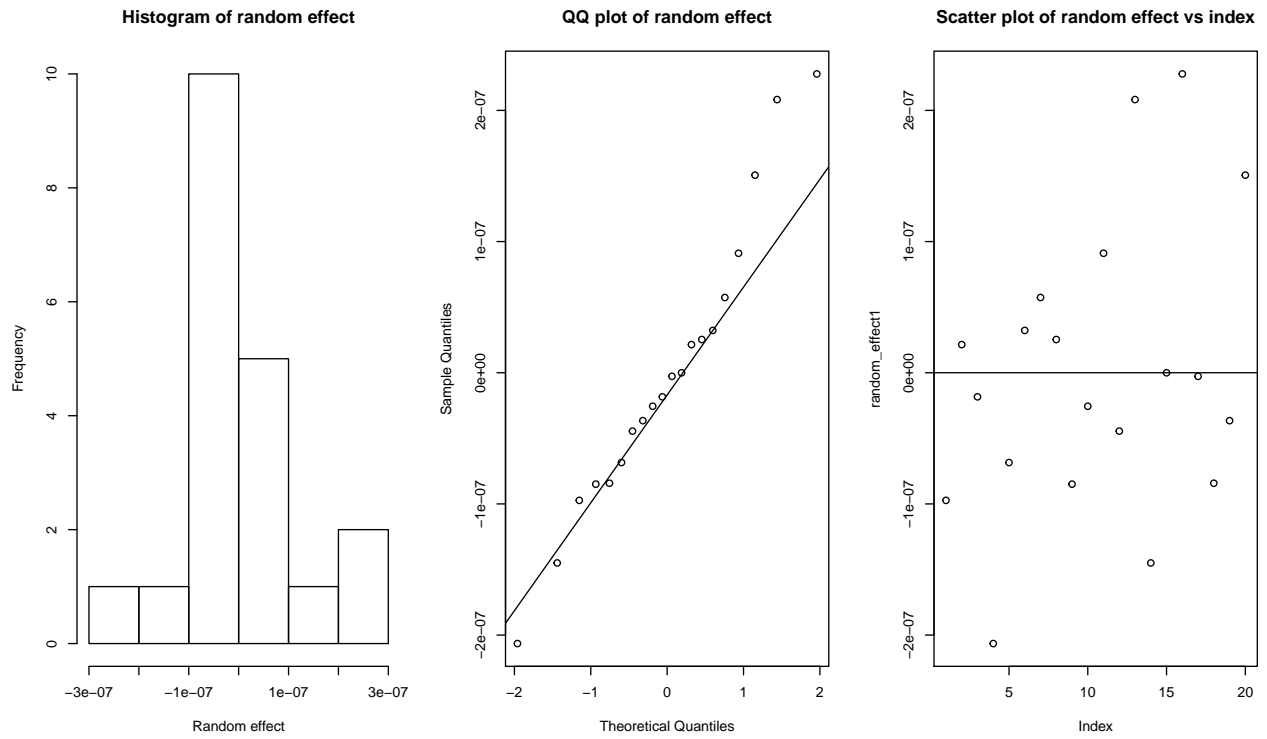 Histogram of random effect
Frequency
0
2
4
6
8
10
−3e−07 −1e−07 1e−07 3e−07
Random effect
QQ plot of random effect
Sample Quantiles
−2e−07
−1e−07
0e+00
1e−07
2e−07
−2 −1 0 1 2
Theoretical Quantiles
Scatter plot of random effect vs index
random_effect1
−2e−07
−1e−07
0e+00
1e−07
2e−07
5 10 15 20
Index